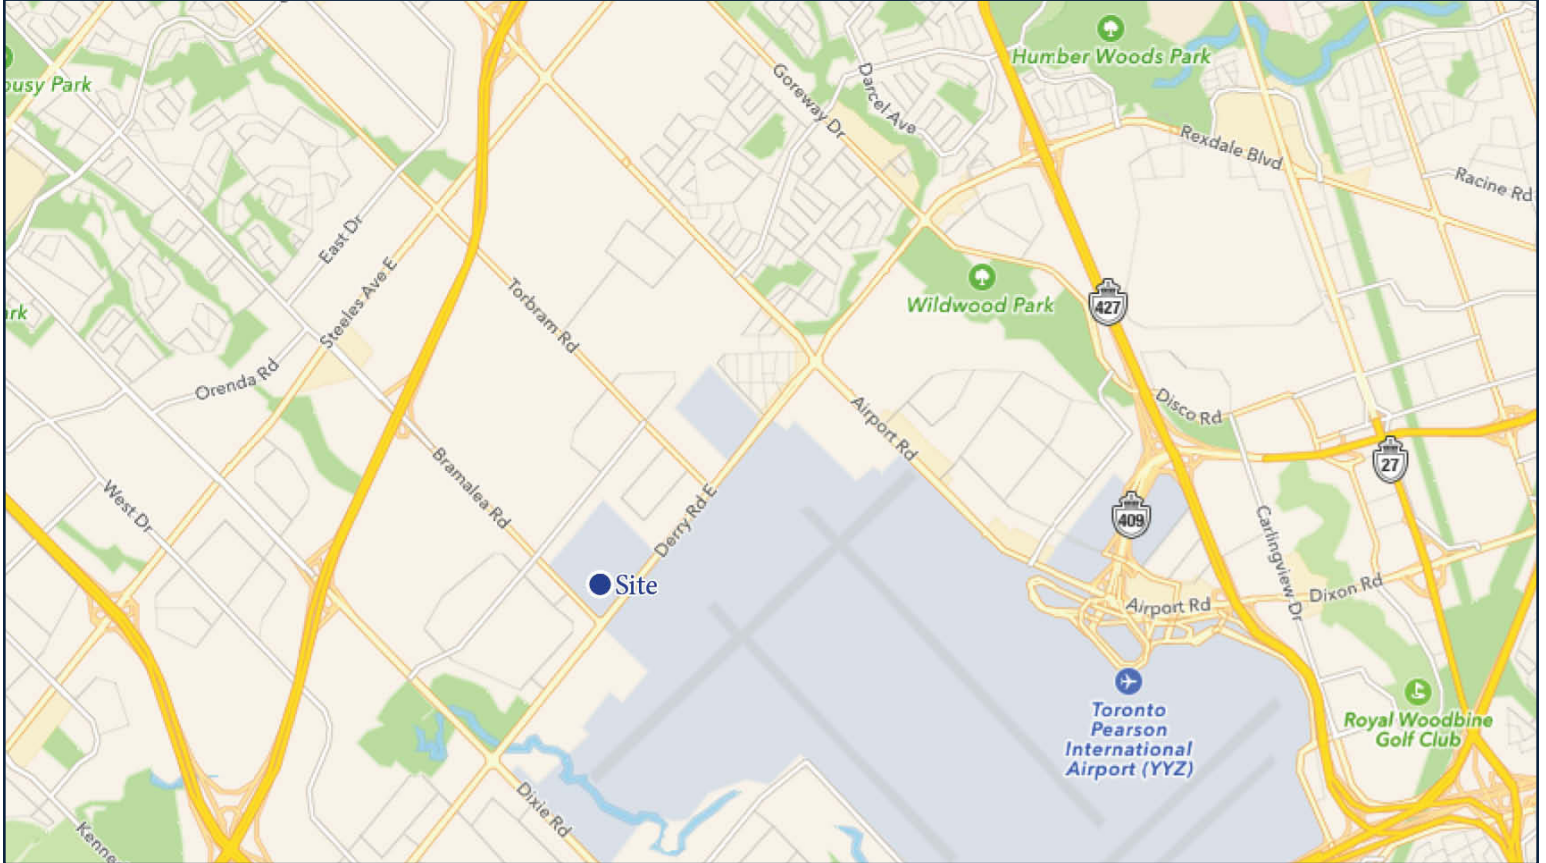 Humber Woods Park
ousy Park
Goreway Dr
Darcel Ave
Rexdale Blvd
Racine Rd
East Dr
Steeles Ave E
Torbram Rd
Wildwood Park
427
rk
Orenda Rd
Disco Rd
Airport Rd
27
Bramalea Rd
West Dr
Derry Rd E
409
Carlingview Dr
Site
Dixon Rd
Airport Rd
Toronto
Pearson
International
Airport (YYZ)
Royal Woodbine
Golf Club
Dixie Rd
Kenne